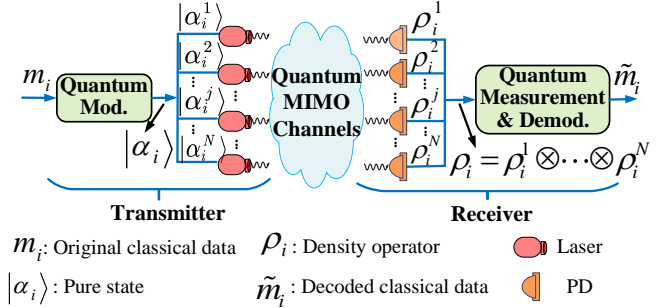 |α_i^1⟩
ρ_i^1
|α_i^2⟩
ρ_i^2
m_i
Quantum
Mod.
|α_i^j⟩
Quantum
MIMO
Channels
ρ_i^j
Quantum
Measurement
& Demod.
m̃_i
|α_i⟩
|α_i^N⟩
ρ_i^N
ρ_i = ρ_i^1 ⊗···⊗ ρ_i^N
Transmitter
Receiver
m_i: Original classical data
ρ_i: Density operator
Laser
|α_i⟩: Pure state
m̃_i: Decoded classical data
PD